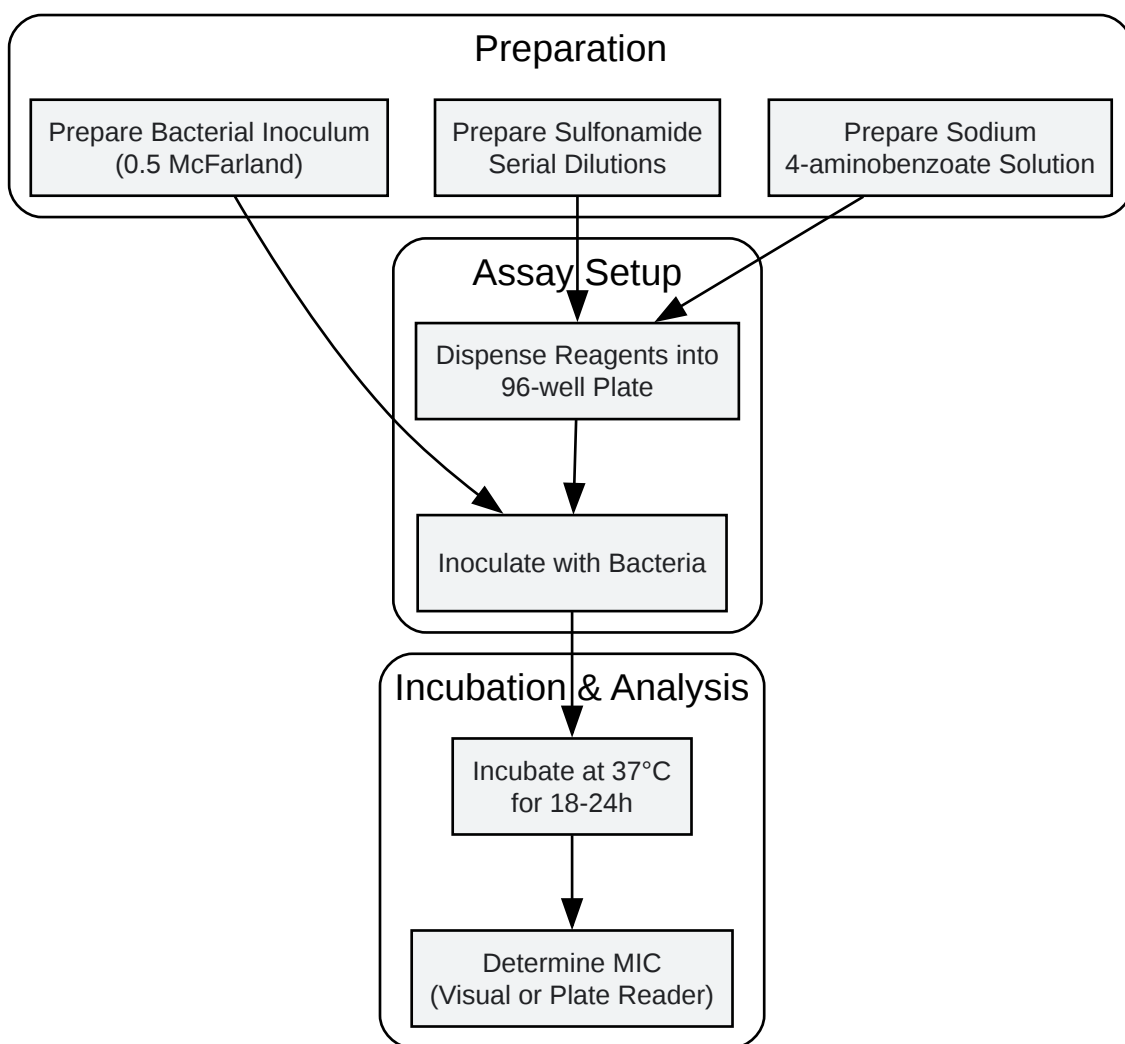 Preparation
Prepare Bacterial Inoculum
(0.5 McFarland)
Prepare Sulfonamide
Serial Dilutions
Prepare Sodium
4-aminobenzoate Solution
Assay Setup
Dispense Reagents into
96-well Plate
Inoculate with Bacteria
Incubation & Analysis
Incubate at 37°C
for 18-24h
Determine MIC
(Visual or Plate Reader)